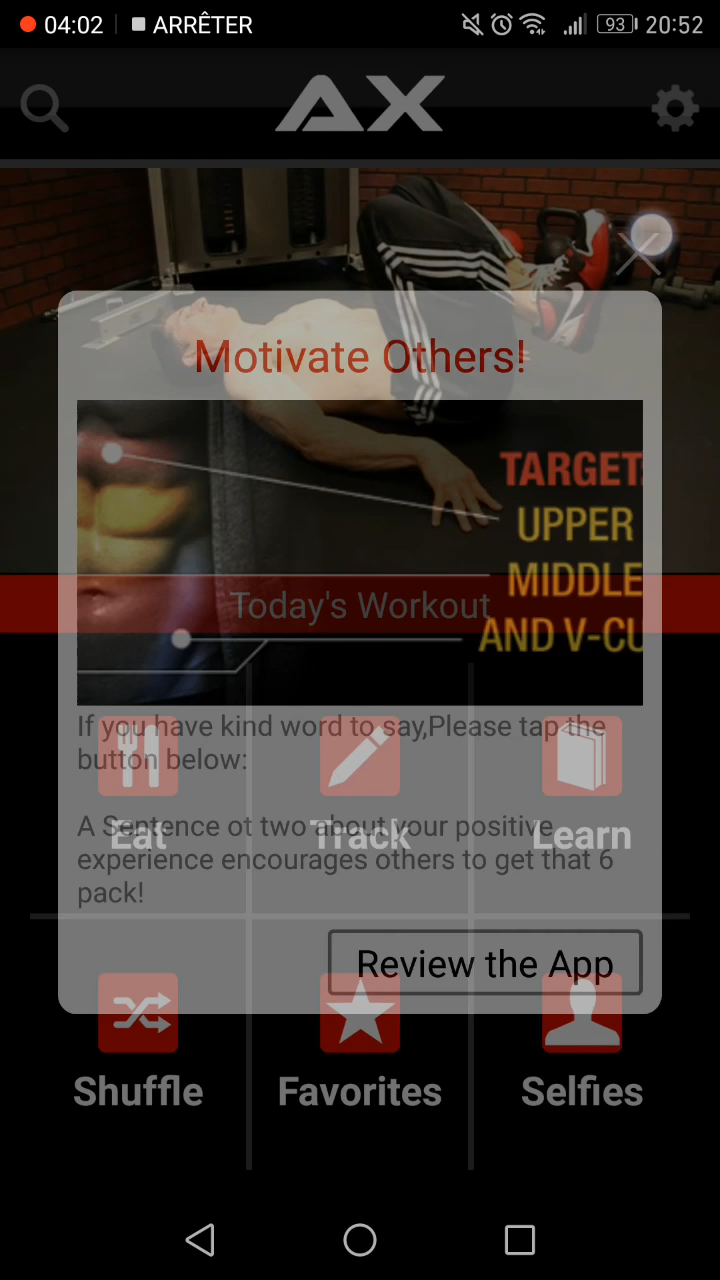 04:02 ARRÊTER 93 20:52
AX
Motivate Others!
TARGET
UPPER
MIDDLE
Today's Workout
AND V-CU
If you have kind word to say,Please tap the
button below:
A Sentence ot two about your positive
experience encourages others to get that 6
pack!
Eat Track Learn
Review the App
Shuffle Favorites Selfies